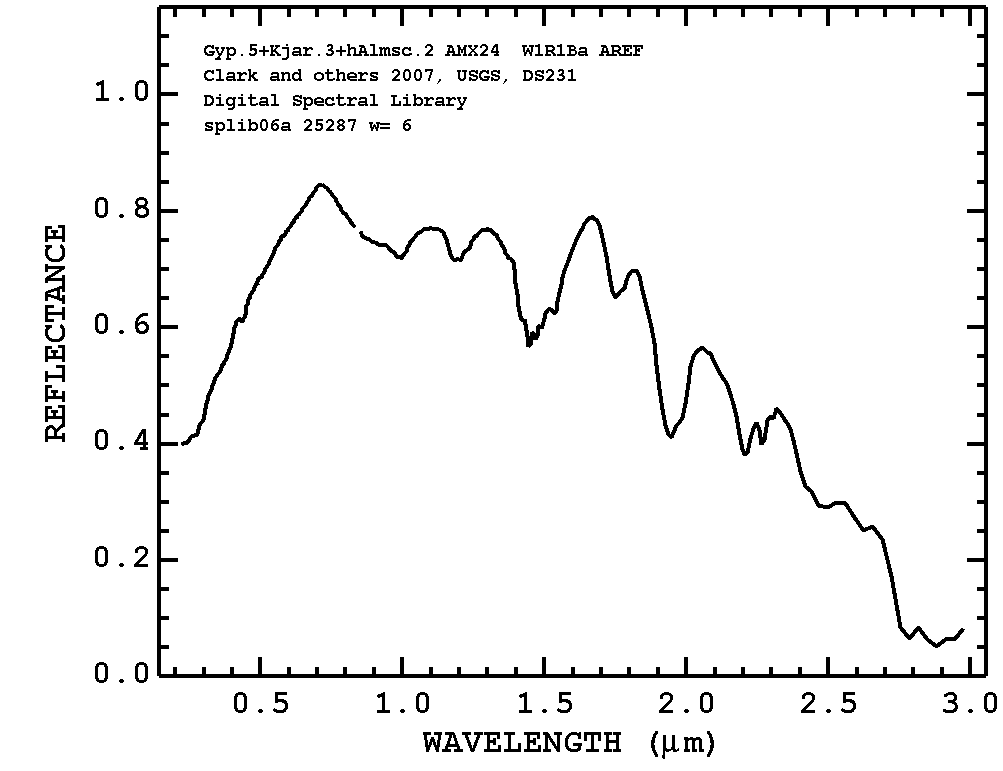 Gyp.5+Kjar.3+hAlmsc.2 AMX24  W1R1Ba AREF
Clark and others 2007, USGS, DS231
Digital Spectral Library
splib06a 25287 w= 6
REFLECTANCE
1.0
0.8
0.6
0.4
0.2
0.0
0.5 1.0 1.5 2.0 2.5 3.0
WAVELENGTH (μm)